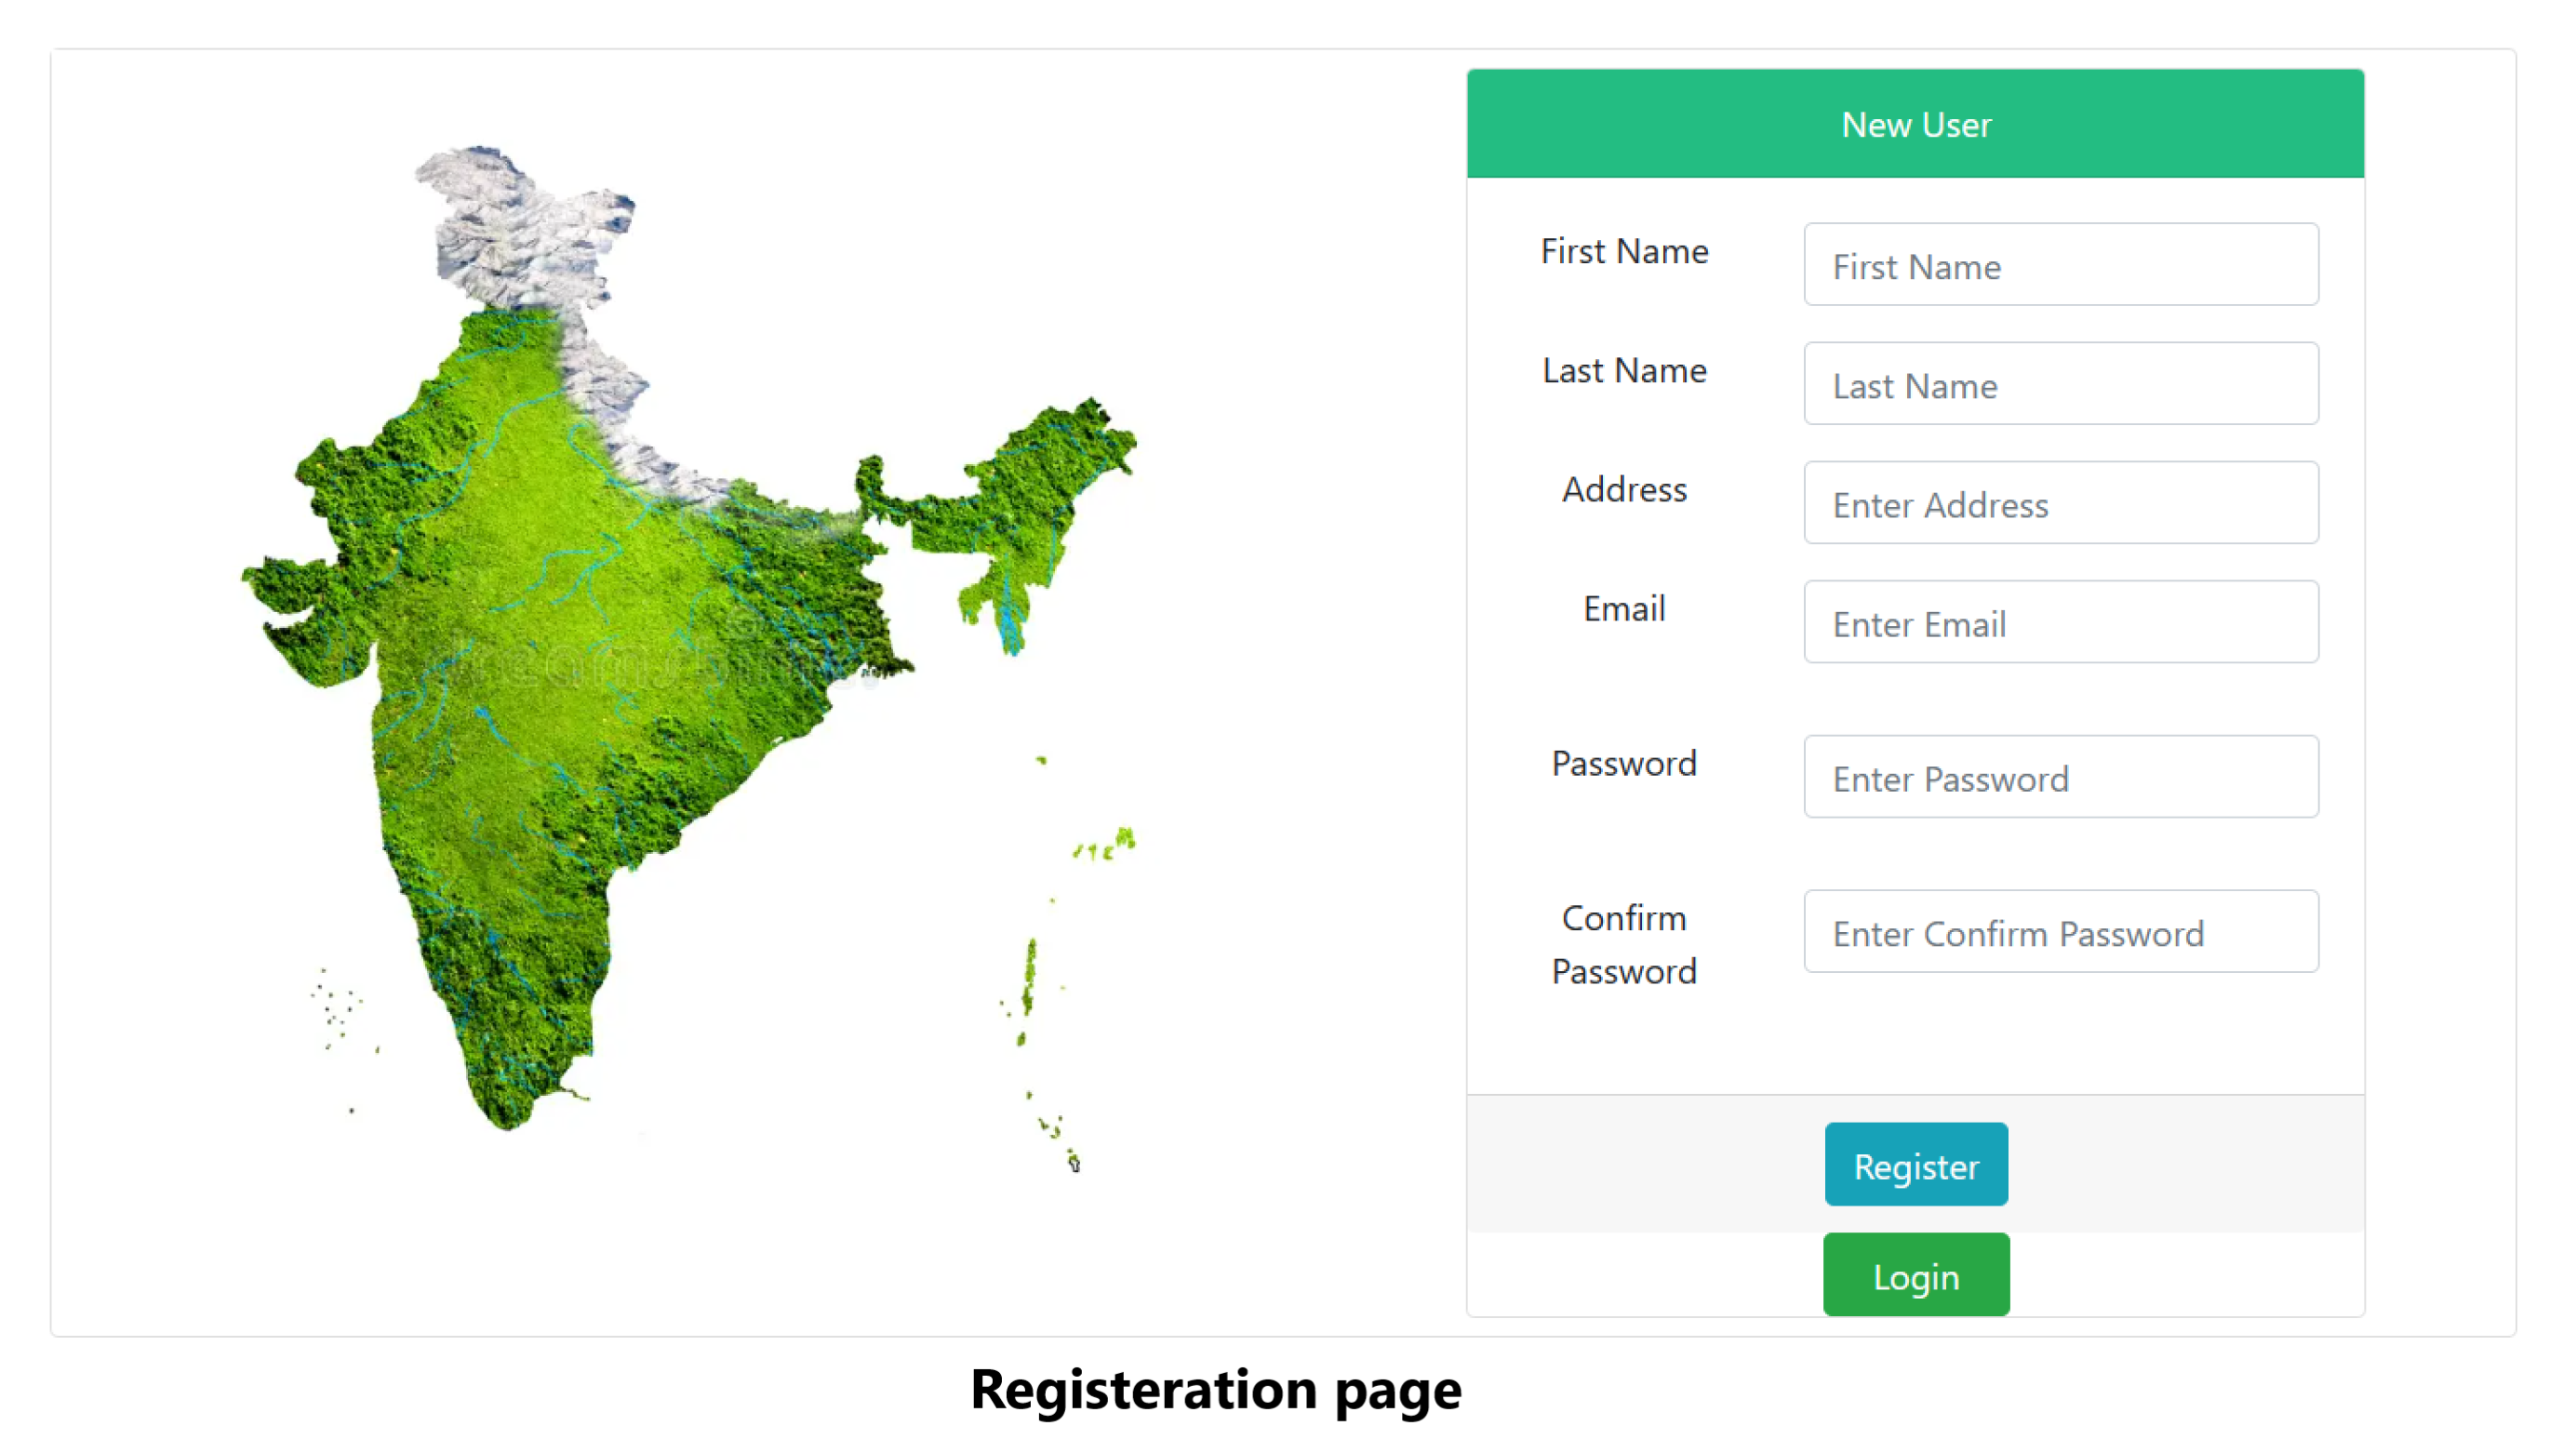 New User
First Name
First Name
Last Name
Last Name
Address
Enter Address
Email
Enter Email
Password
Enter Password
Confirm
Password
Enter Confirm Password
Register
Login
Registeration page